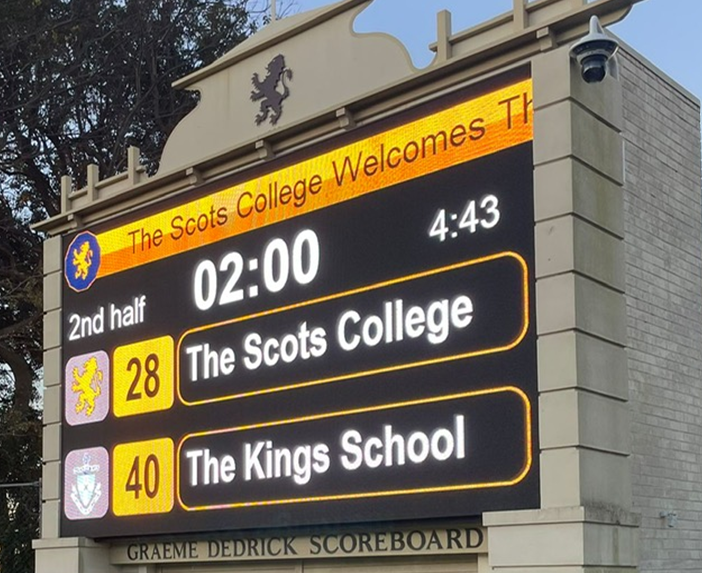 The Scots College Welcomes Th
02:00 4:43
2nd half
28 The Scots College
40 The Kings School
GRAEME DEDRICK SCOREBOARD